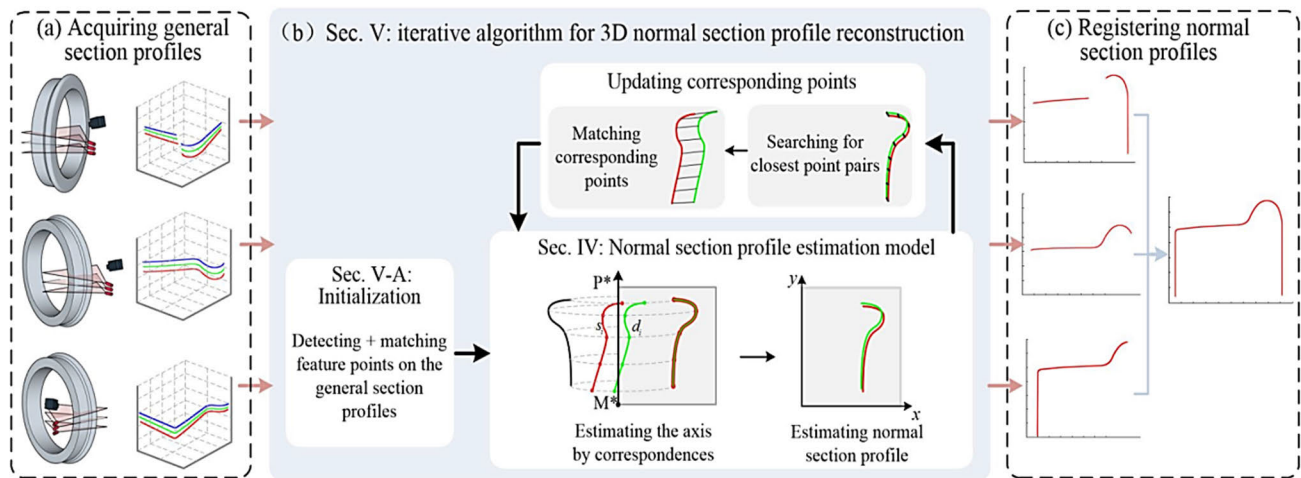 (a) Acquiring general
section profiles
(b) Sec. V: iterative algorithm for 3D normal section profile reconstruction
Updating corresponding points
Matching
corresponding
points
Searching for
closest point pairs
Sec. V-A:
Initialization
Detecting + matching
feature points on the
general section
profiles
Sec. IV: Normal section profile estimation model
P*
s_i
d_i
M*
Estimating the axis
by correspondences
y
x
Estimating normal
section profile
(c) Registering normal
section profiles